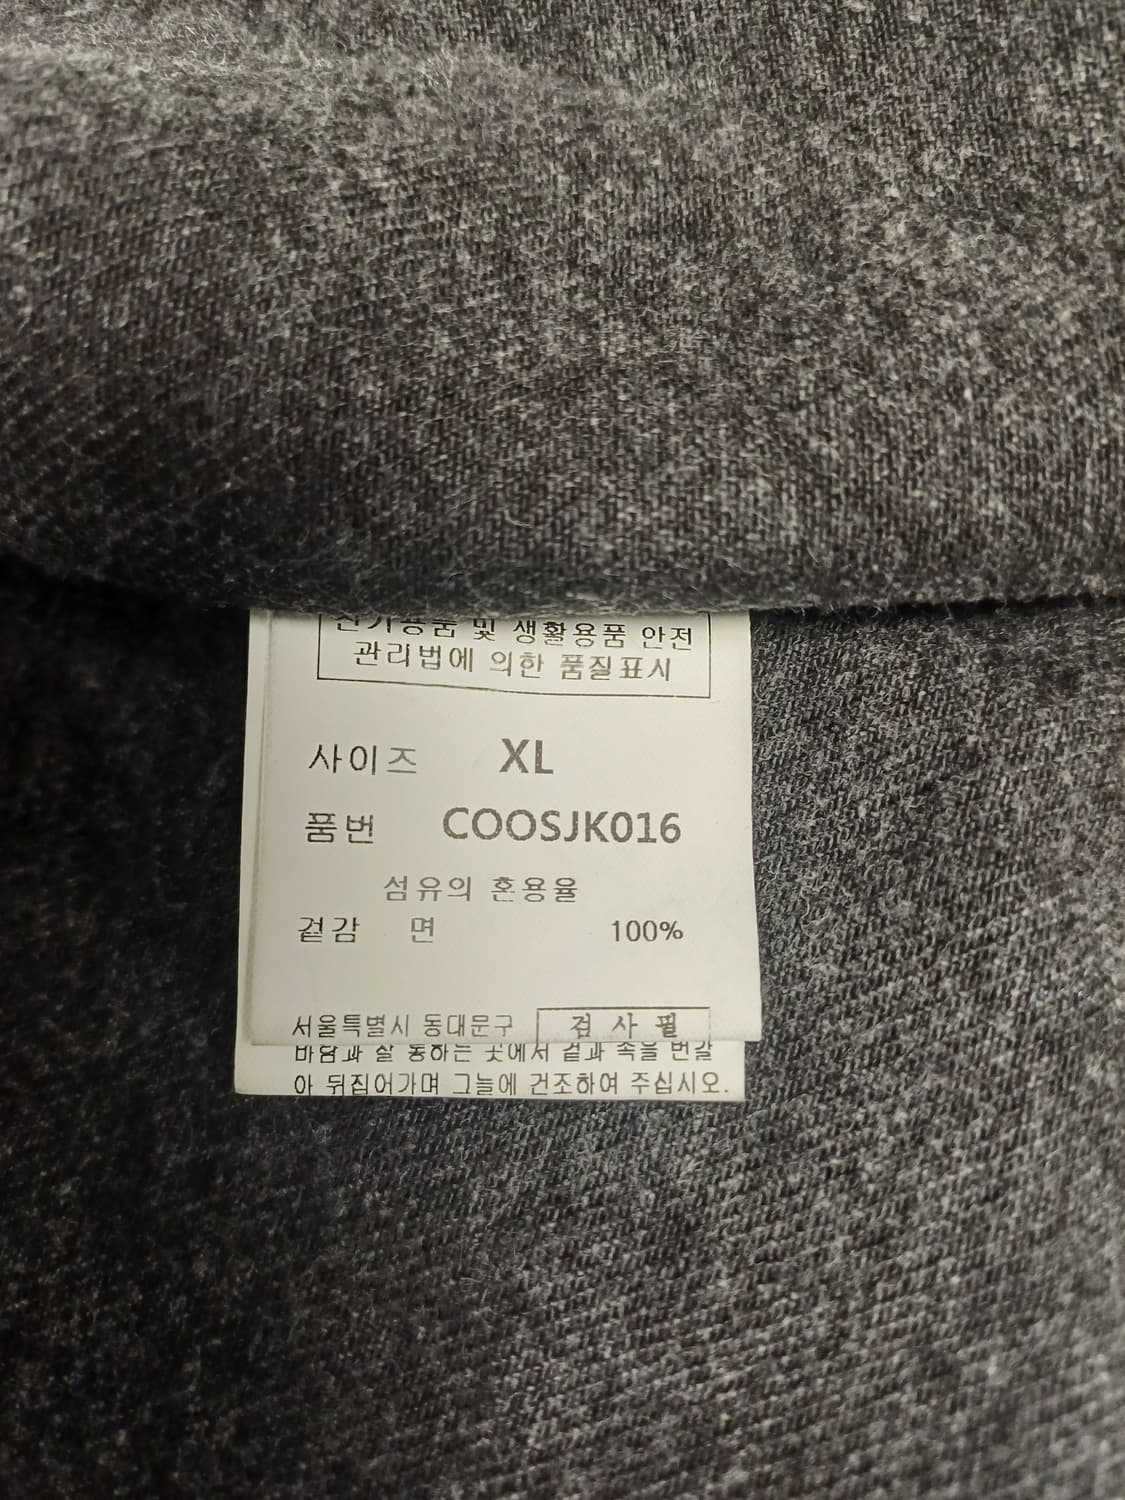 전기용품 및 생활용품 안전
관리법에 의한 품질표시
사이즈 XL
품번 COOSJK016
섬유의 혼용율
겉감 면 100%
서울특별시 동대문구 검 사 필
바람과 잘 통하는 곳에서 겉과 속을 번갈
아 뒤집어가며 그늘에 건조하여 주십시오.